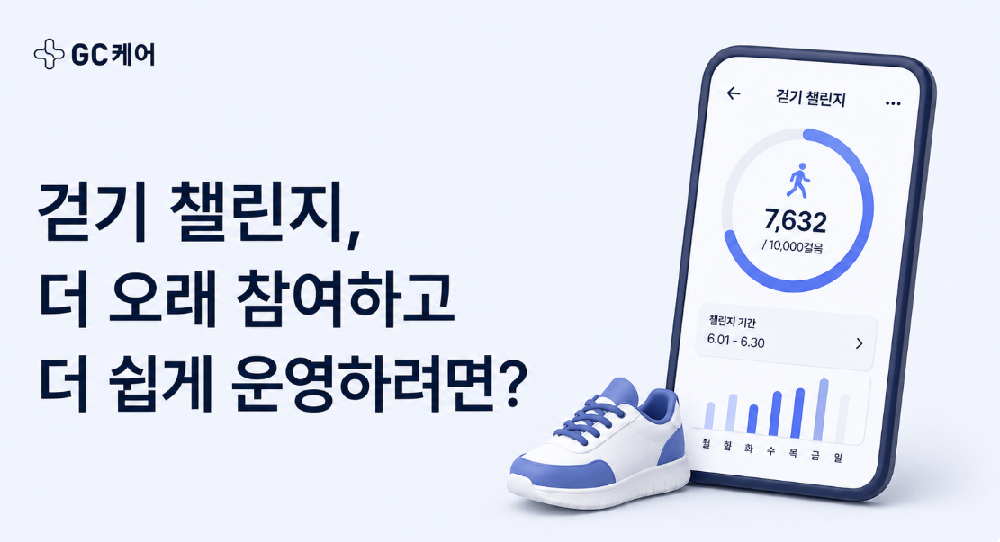 GC케어
걷기 챌린지,
더 오래 참여하고
더 쉽게 운영하려면?
걷기 챌린지
7,632
/ 10,000걸음
챌린지 기간
6.01 - 6.30
월 화 화 수 목 금 일